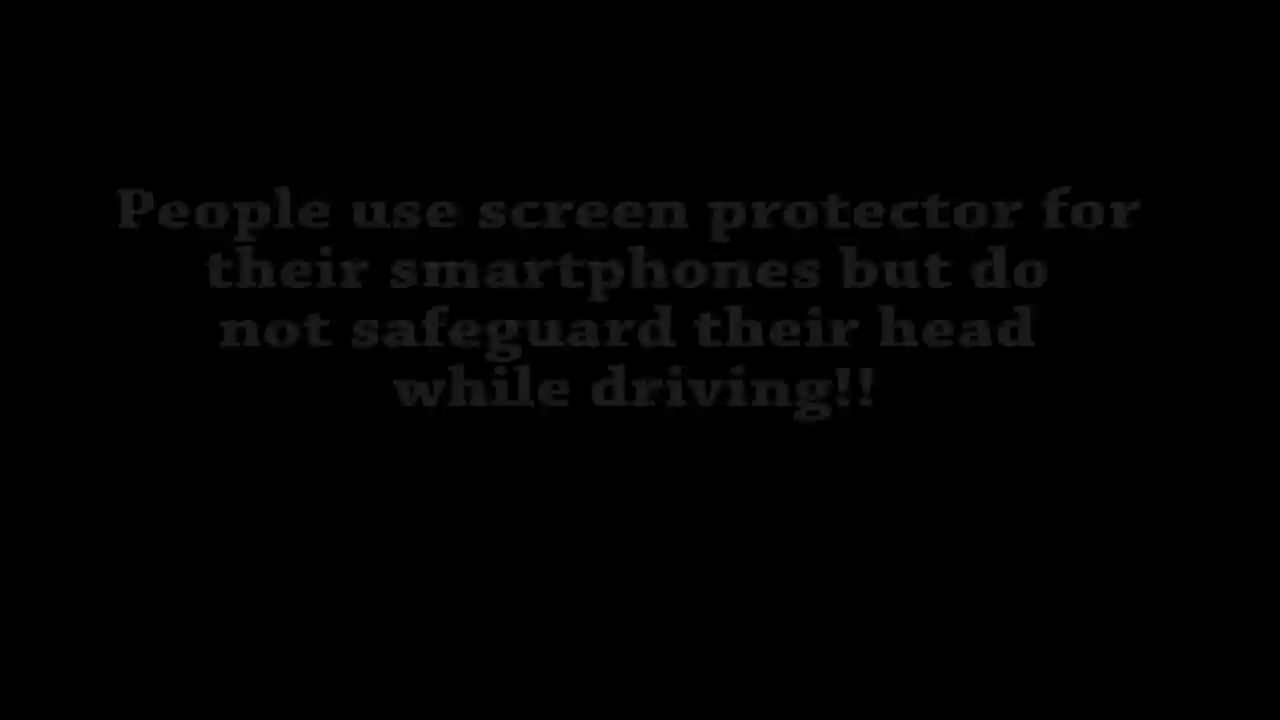 People use screen protector for
their smartphones but do
not safeguard their head
while driving!!